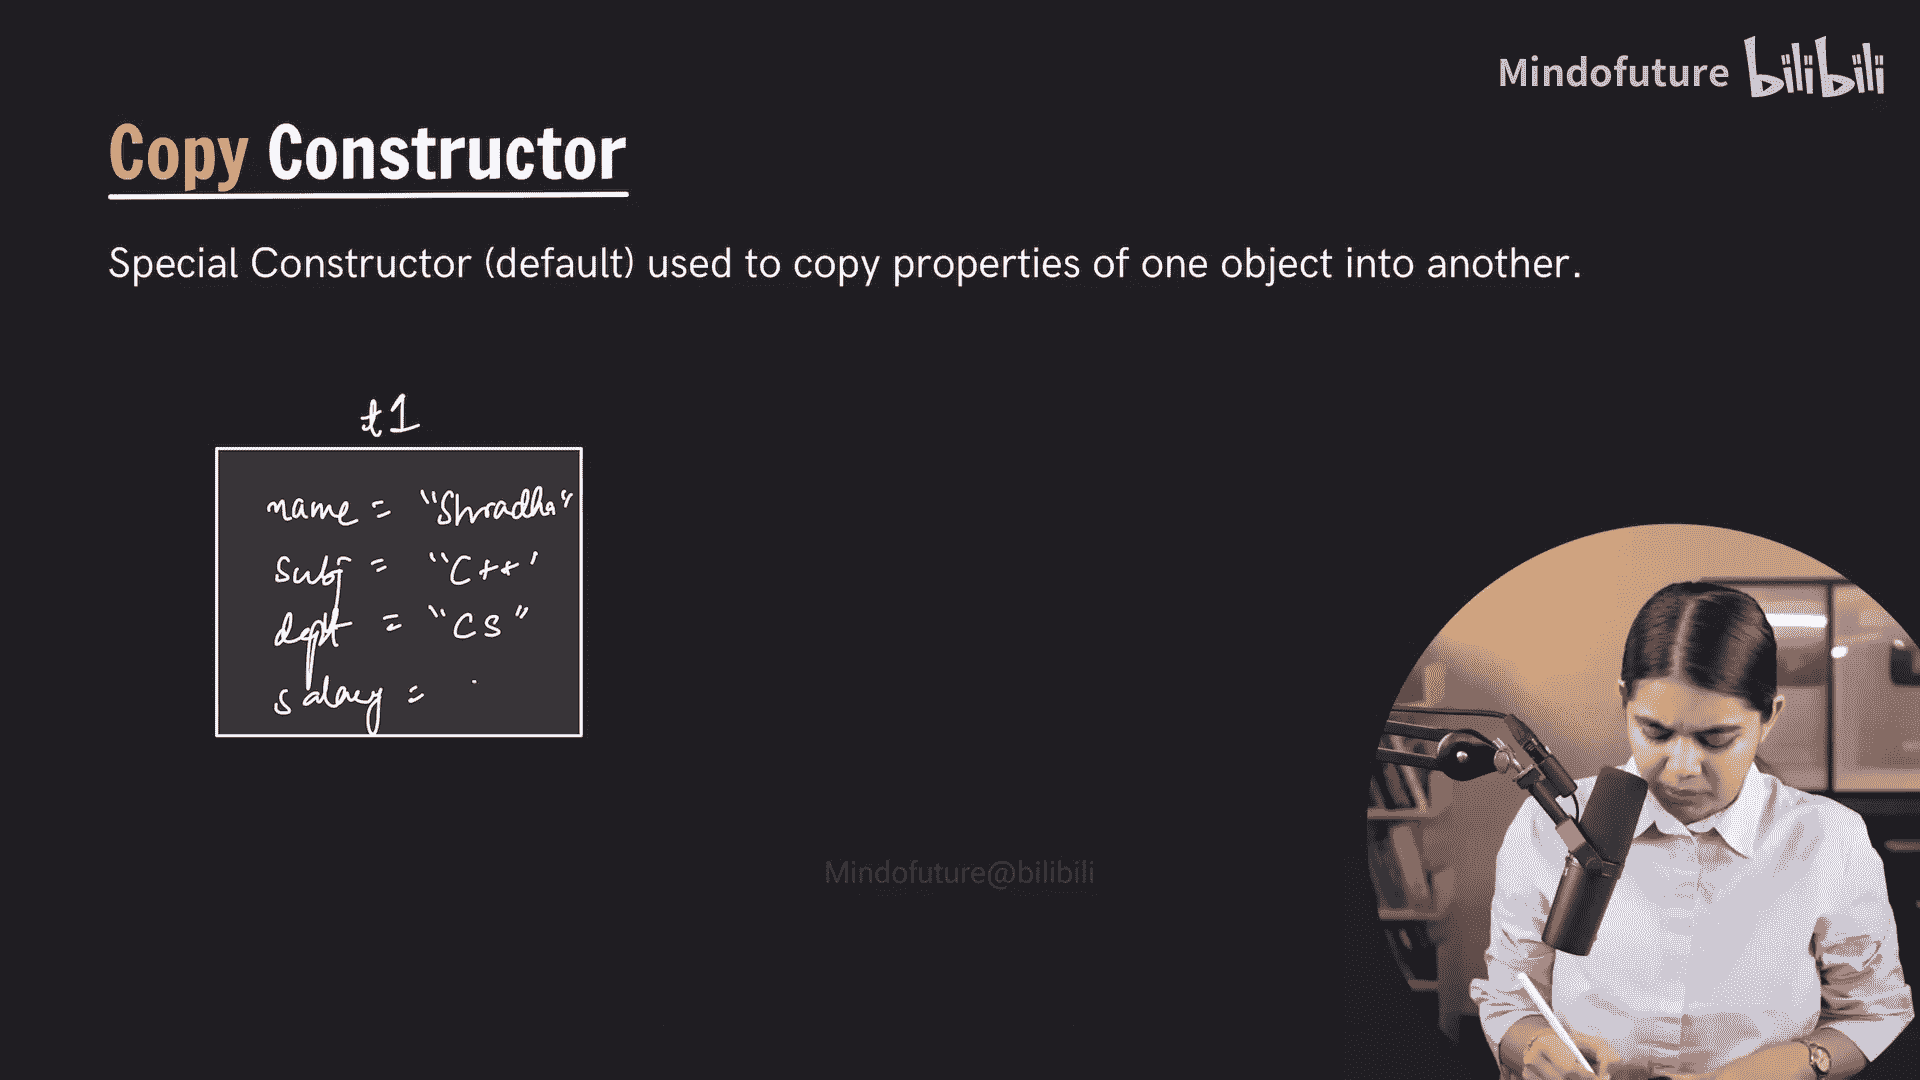 Mindofuture bilibili
Copy Constructor
Special Constructor (default) used to copy properties of one object into another.
t1
name = "Shradha"
subj = "C++'
dept = "CS"
salary =
Mindofuture@bilibili